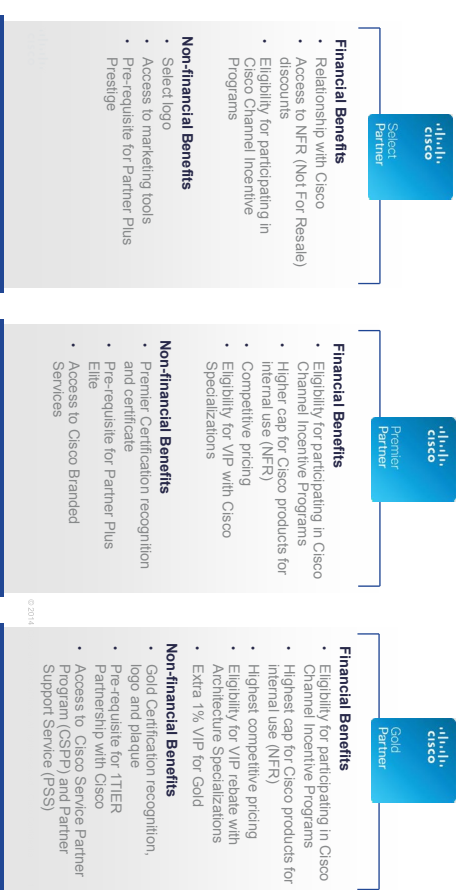 CISCO
Select
Partner
Financial Benefits
• Relationship with Cisco
• Access to NFR (Not For Resale)
discounts
• Eligibility for participating in
Cisco Channel Incentive
Programs
Non-financial Benefits
• Select logo
• Access to marketing tools
• Pre-requisite for Partner Plus
Prestige
CISCO
Premier
Partner
Financial Benefits
• Eligibility for participating in Cisco
Channel Incentive Programs
• Higher cap for Cisco products for
internal use (NFR)
• Competitive pricing
• Eligibility for VIP with Cisco
Specializations
Non-financial Benefits
• Premier Certification recognition
and certificate
• Pre-requisite for Partner Plus
Elite
• Access to Cisco Branded
Services
CISCO
Gold
Partner
Financial Benefits
• Eligibility for participating in Cisco
Channel Incentive Programs
• Highest cap for Cisco products for
internal use (NFR)
• Highest competitive pricing
• Eligibility for VIP rebate with
Architecture Specializations
• Extra 1% VIP for Gold
Non-financial Benefits
• Gold Certification recognition,
logo and plaque
• Pre-requisite for 1TIER
Partnership with Cisco
• Access to Cisco Service Partner
Program (CSPP) and Partner
Support Service (PSS)
© 2014